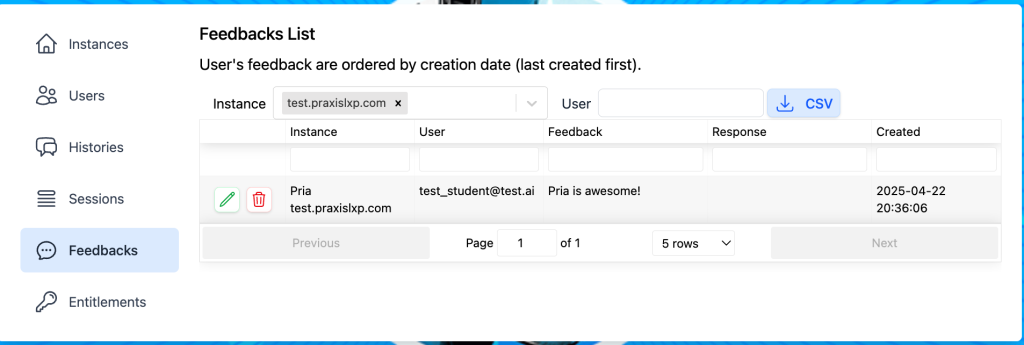 Instances
Users
Histories
Sessions
Feedbacks
Entitlements
Feedbacks List
User's feedback are ordered by creation date (last created first).
Instance test.praxislxp.com × User CSV
Instance User Feedback Response Created
Pria test_student@test.ai Pria is awesome! 2025-04-22
test.praxislxp.com 20:36:06
Previous Page 1 of 1 5 rows Next